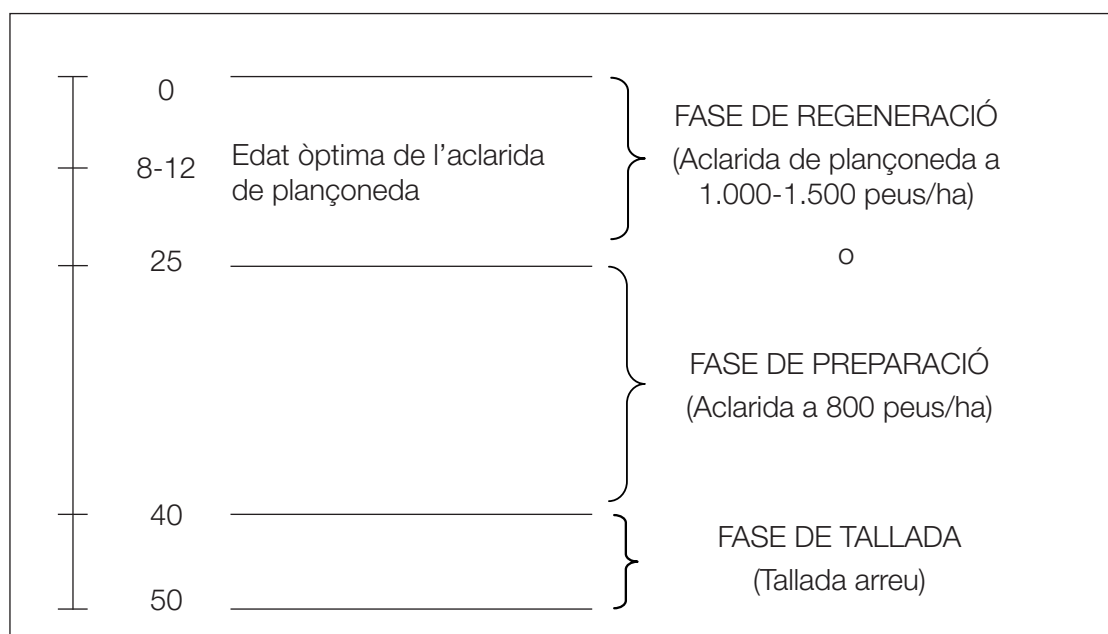 0
8-12
Edat òptima de l’aclarida
de plançoneda
25
40
50
FASE DE REGENERACIÓ
(Aclarida de plançoneda a
1.000-1.500 peus/ha)
o
FASE DE PREPARACIÓ
(Aclarida a 800 peus/ha)
FASE DE TALLADA
(Tallada arreu)